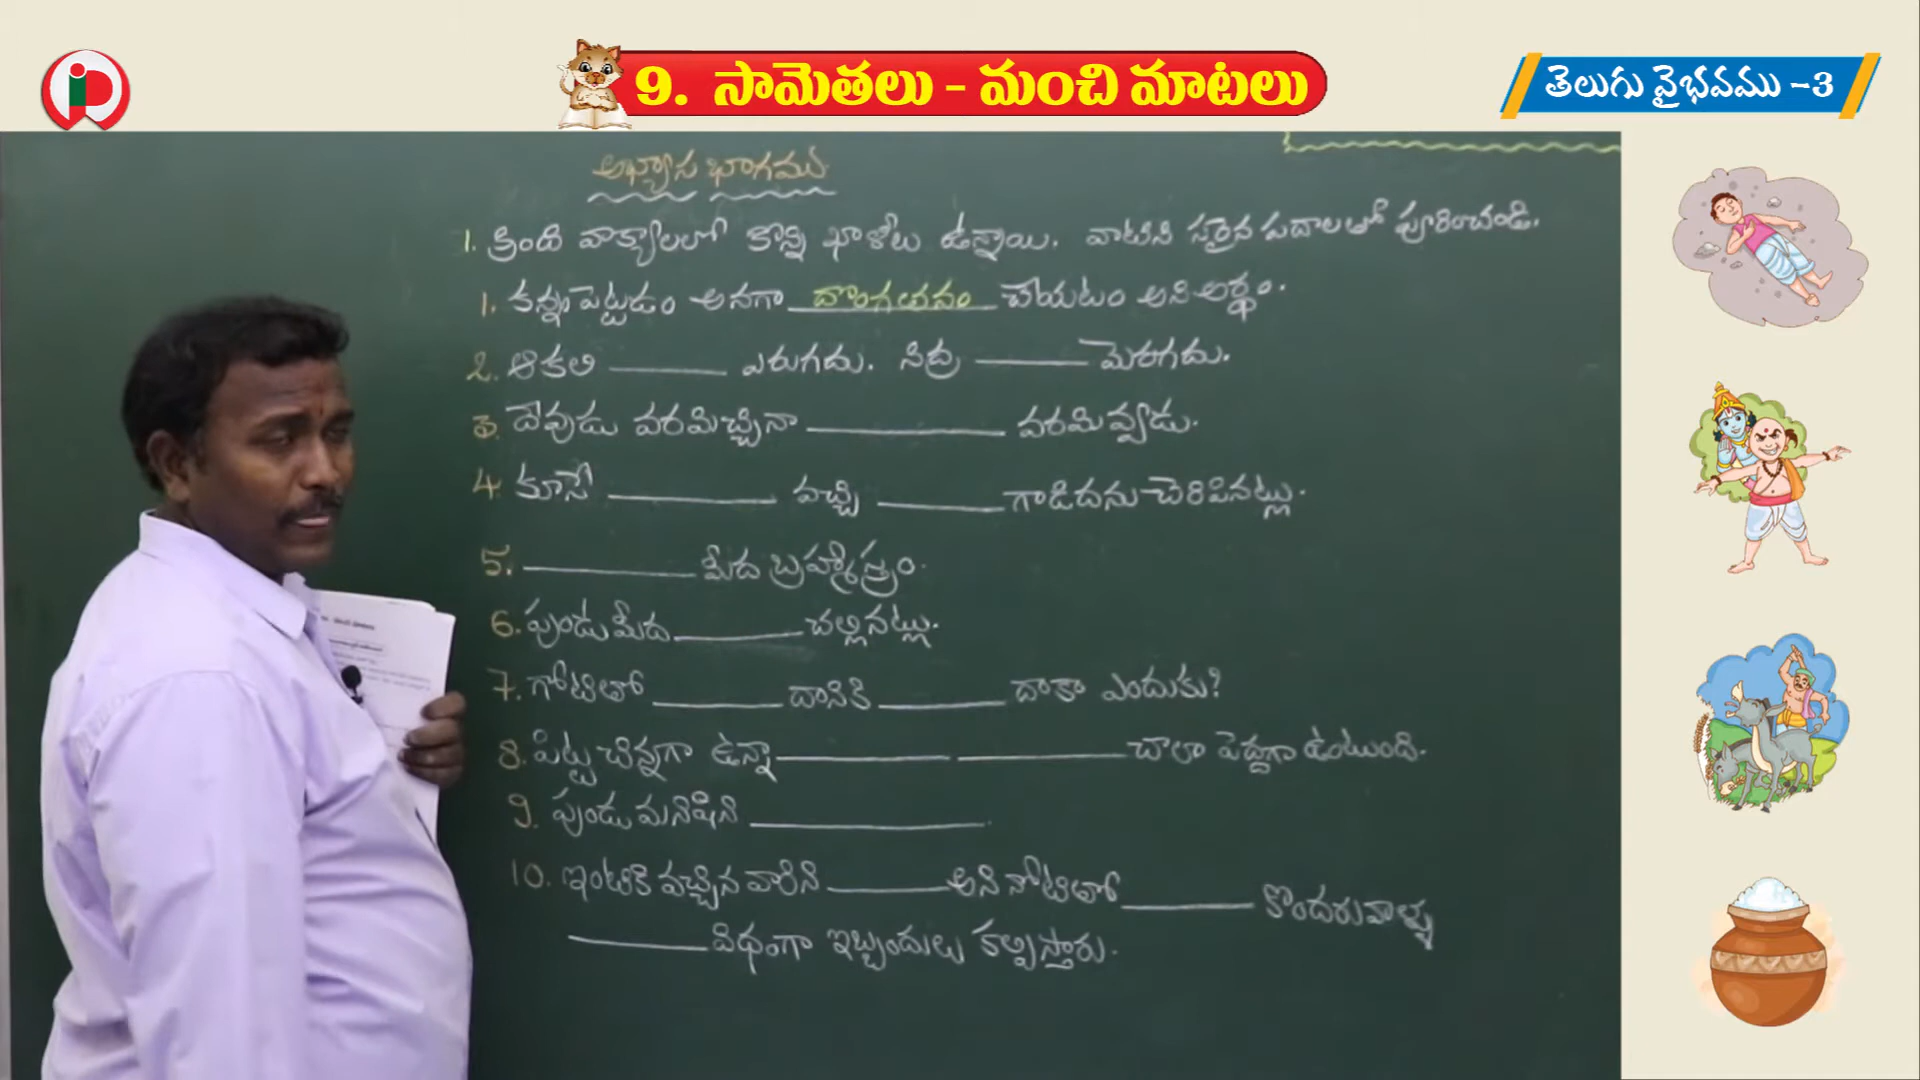 9. సామెతలు - మంచి మాటలు
తెలుగు వైభవము -3
అభ్యాస భాగము
1. క్రింది వాక్యాలలో కొన్ని ఖాళీలు ఉన్నాయి. వాటిని సరైన పదాలతో పూరించండి.
1. కన్నం పెట్టడం అనగా దొంగతనం చేయటం అని అర్థం.
2. ఆకలి ______ ఎరుగదు. నిద్ర ______ మెరగదు.
3. దేవుడు వరమిచ్చినా ______ వరమివ్వడు.
4. కూసే ______ వచ్చి ______ గాడిదను చెరిపినట్లు.
5. ______ మీద బ్రహ్మాస్త్రం.
6. పుండు మీద ______ చల్లినట్లు.
7. గోటితో ______ దానికి ______ దాకా ఎందుకు?
8. పిట్ట చిన్నగా ఉన్నా ______ ______ చాలా పెద్దగా ఉంటుంది.
9. పుండు మనిషిని ______.
10. ఇంటికి వచ్చిన వారిని ______ అని నోటితో ______ కొందరు వాళ్ళు
______ విధంగా ఇబ్బందులు కల్పిస్తారు.